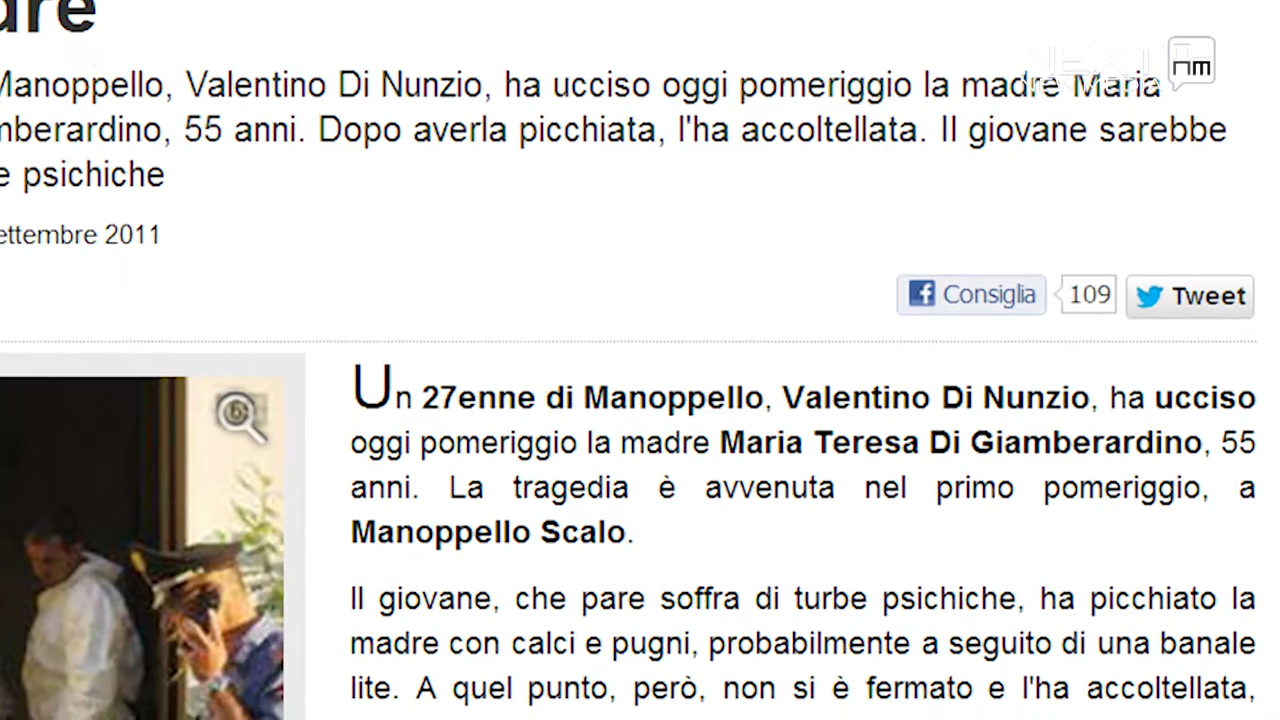 dre
Manoppello, Valentino Di Nunzio, ha ucciso oggi pomeriggio la madre Maria
mberardino, 55 anni. Dopo averla picchiata, l'ha accoltellata. Il giovane sarebbe
e psichiche
ettembre 2011
Consiglia 109 Tweet
Un 27enne di Manoppello, Valentino Di Nunzio, ha ucciso
oggi pomeriggio la madre Maria Teresa Di Giamberardino, 55
anni. La tragedia è avvenuta nel primo pomeriggio, a
Manoppello Scalo.
Il giovane, che pare soffra di turbe psichiche, ha picchiato la
madre con calci e pugni, probabilmente a seguito di una banale
lite. A quel punto, però, non si è fermato e l'ha accoltellata,